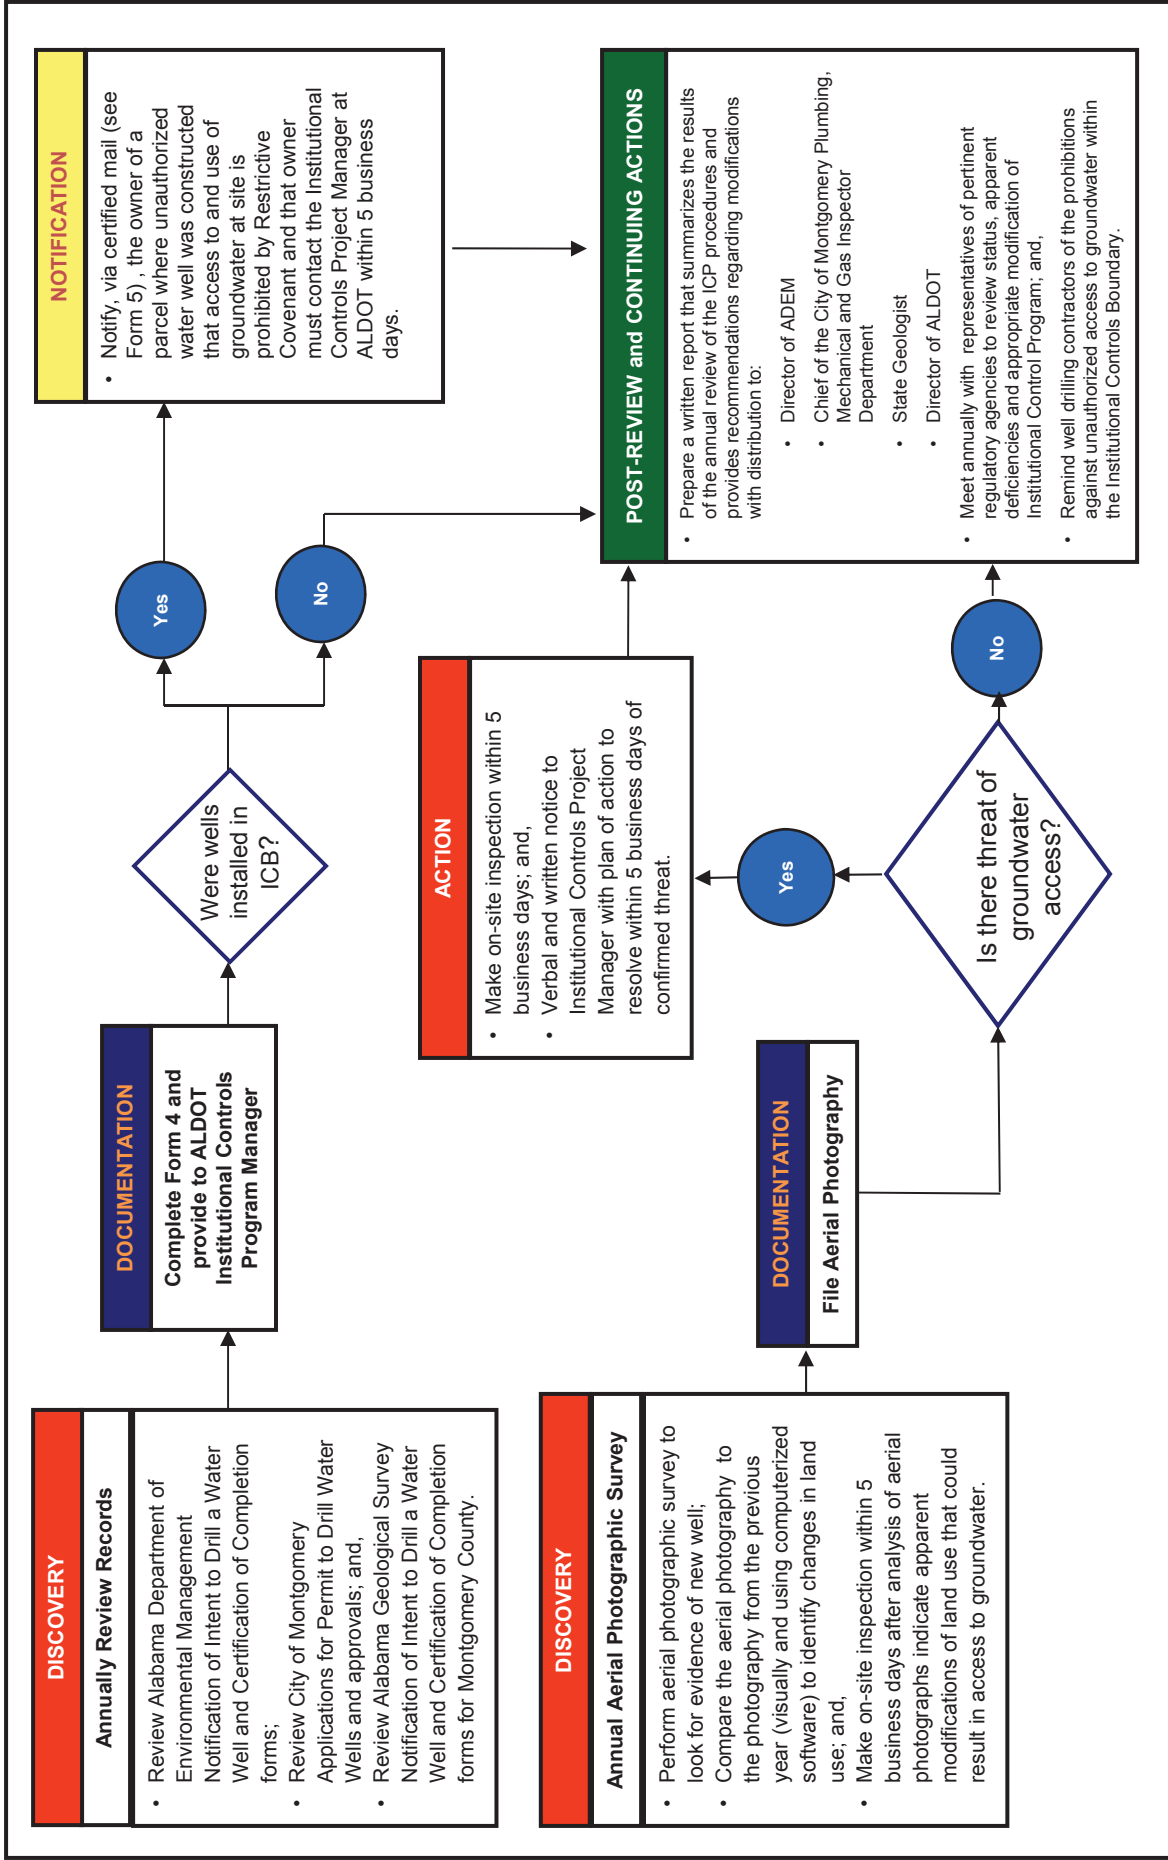 DISCOVERY
Annually Review Records
• Review Alabama Department of
Environmental Management
Notification of Intent to Drill a Water
Well and Certification of Completion
forms;
• Review City of Montgomery
Applications for Permit to Drill Water
Wells and approvals; and,
• Review Alabama Geological Survey
Notification of Intent to Drill a Water
Well and Certification of Completion
forms for Montgomery County.
DOCUMENTATION
Complete Form 4 and
provide to ALDOT
Institutional Controls
Program Manager
Were wells
installed in
ICB?
Yes
No
NOTIFICATION
• Notify, via certified mail (see
Form 5) , the owner of a
parcel where unauthorized
water well was constructed
that access to and use of
groundwater at site is
prohibited by Restrictive
Covenant and that owner
must contact the Institutional
Controls Project Manager at
ALDOT within 5 business
days.
DISCOVERY
Annual Aerial Photographic Survey
• Perform aerial photographic survey to
look for evidence of new well;
• Compare the aerial photography to
the photography from the previous
year (visually and using computerized
software) to identify changes in land
use; and,
• Make on-site inspection within 5
business days after analysis of aerial
photographs indicate apparent
modifications of land use that could
result in access to groundwater.
DOCUMENTATION
File Aerial Photography
Is there threat of
groundwater
access?
Yes
No
ACTION
• Make on-site inspection within 5
business days; and,
• Verbal and written notice to
Institutional Controls Project
Manager with plan of action to
resolve within 5 business days of
confirmed threat.
POST-REVIEW and CONTINUING ACTIONS
• Prepare a written report that summarizes the results
of the annual review of the ICP procedures and
provides recommendations regarding modifications
with distribution to:
• Director of ADEM
• Chief of the City of Montgomery Plumbing,
Mechanical and Gas Inspector
Department
• State Geologist
• Director of ALDOT
• Meet annually with representatives of pertinent
regulatory agencies to review status, apparent
deficiencies and appropriate modification of
Institutional Control Program; and,
• Remind well drilling contractors of the prohibitions
against unauthorized access to groundwater within
the Institutional Controls Boundary.